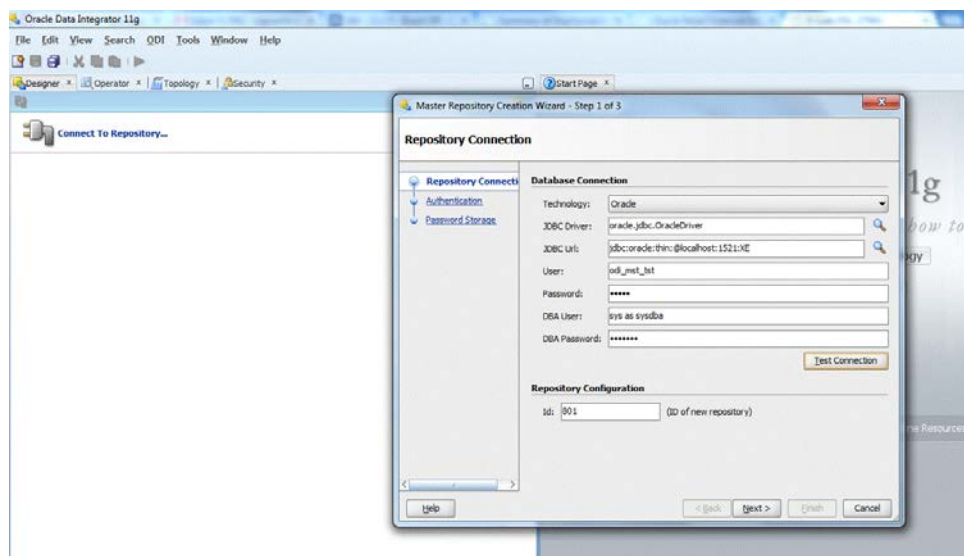 Oracle Data Integrator 11g
File Edit View Search ODI Tools Window Help
Designer × Operator × Topology × Security × Start Page ×
Connect To Repository...
Master Repository Creation Wizard - Step 1 of 3
Repository Connection
Repository Connecti
Authentication
Password Storage
Database Connection
Technology: Oracle
JDBC Driver: oracle.jdbc.OracleDriver
JDBC Url: jdbc:oracle:thin:@localhost:1521:XE
User: odi_mst_tst
Password: •••••
DBA User: sys as sysdba
DBA Password: •••••••
Test Connection
Repository Configuration
Id: 801 (ID of new repository)
Help < Back Next > Finish Cancel
1g
how to
ogy
ne Resources